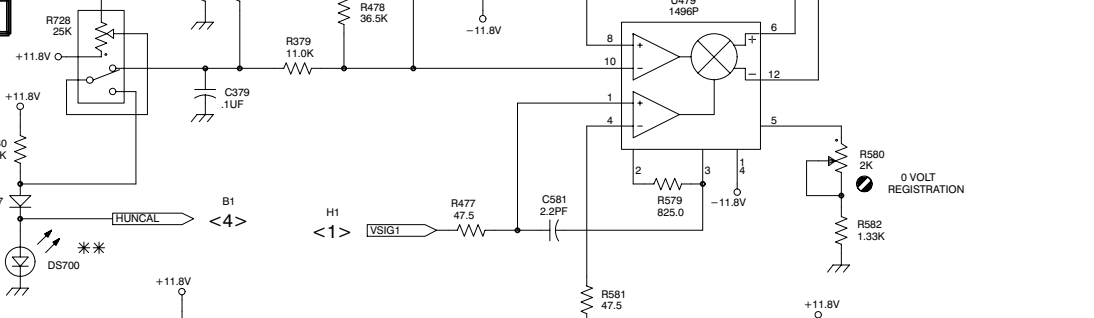 U479
1496P
R728
25K
R478
36.5K
−11.8V
8
+
+
6
+11.8V
R379
11.0K
10
−
−
12
C379
.1UF
+11.8V
1
+
4
−
5
R580
2K
0 VOLT
REGISTRATION
2
3
1
4
R579
825.0
−11.8V
HUNCAL
B1
<4>
H1
<1>
VSIG1
R477
47.5
C581
2.2PF
R582
1.33K
DS700
**
+11.8V
R581
47.5
+11.8V